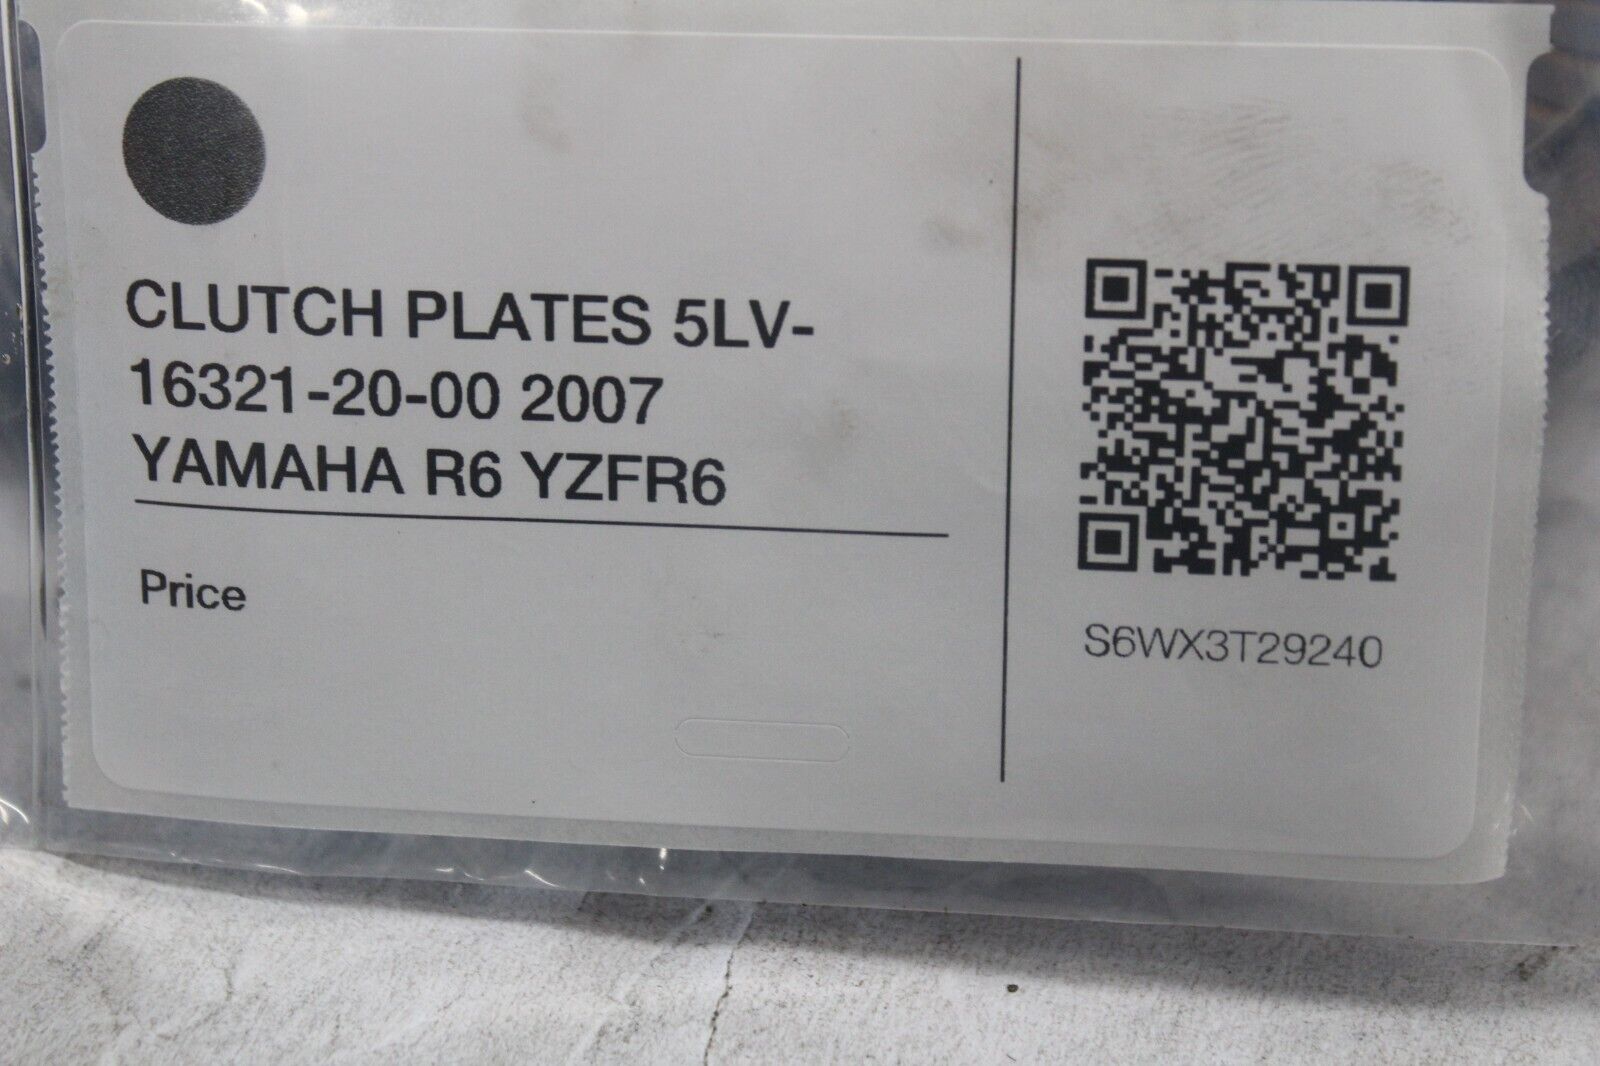 CLUTCH PLATES 5LV-
16321-20-00 2007
YAMAHA R6 YZFR6
Price
S6WX3T29240